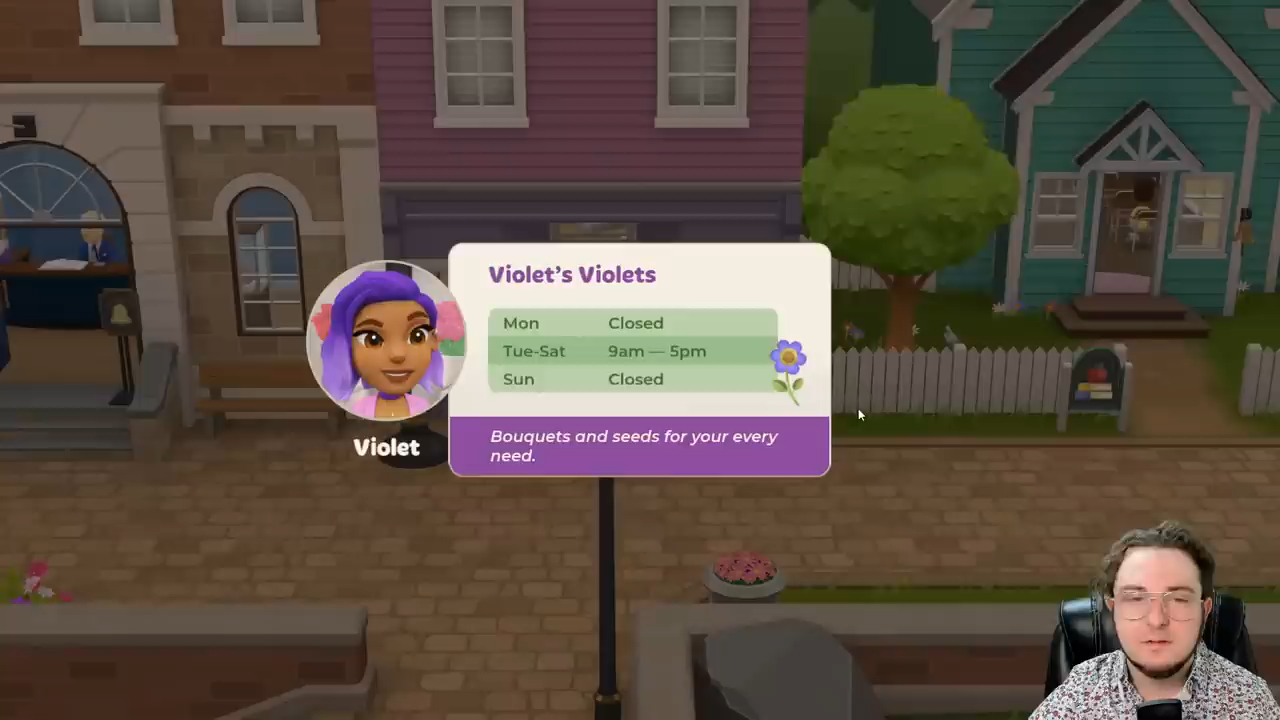 Violet's Violets
Mon Closed
Tue-Sat 9am — 5pm
Sun Closed
Violet
Bouquets and seeds for your every
need.